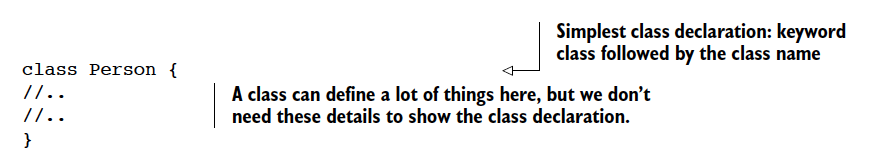 Simplest class declaration: keyword
class followed by the class name
class Person {
//..
//..
}
A class can define a lot of things here, but we don't
need these details to show the class declaration.